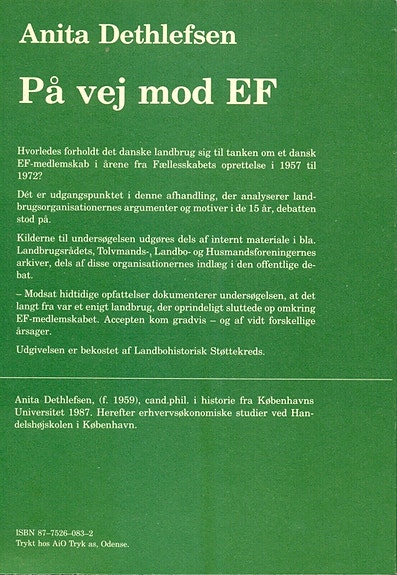 Anita Dethlefsen
På vej mod EF
Hvorledes forholdt det danske landbrug sig til tanken om et dansk
EF-medlemskab i årene fra Fællesskabets oprettelse i 1957 til
1972?
Dét er udgangspunktet i denne afhandling, der analyserer land-
brugsorganisationernes argumenter og motiver i de 15 år, debatten
stod på.
Kilderne til undersøgelsen udgøres dels af internt materiale i bla.
Landbrugsrådets, Tolvmands-, Landbo- og Husmandsforeningernes
arkiver, dels af disse organisationernes indlæg i den offentlige de-
bat.
– Modsat hidtidige opfattelser dokumenterer undersøgelsen, at det
langt fra var et enigt landbrug, der oprindeligt sluttede op omkring
EF-medlemskabet. Accepten kom gradvis – og af vidt forskellige
årsager.
Udgivelsen er bekostet af Landbohistorisk Støttekreds.
Anita Dethlefsen, (f. 1959), cand.phil. i historie fra Københavns
Universitet 1987. Herefter erhvervsøkonomiske studier ved Han-
delshøjskolen i København.
ISBN 87-7526-083-2
Trykt hos AiO Tryk as, Odense.